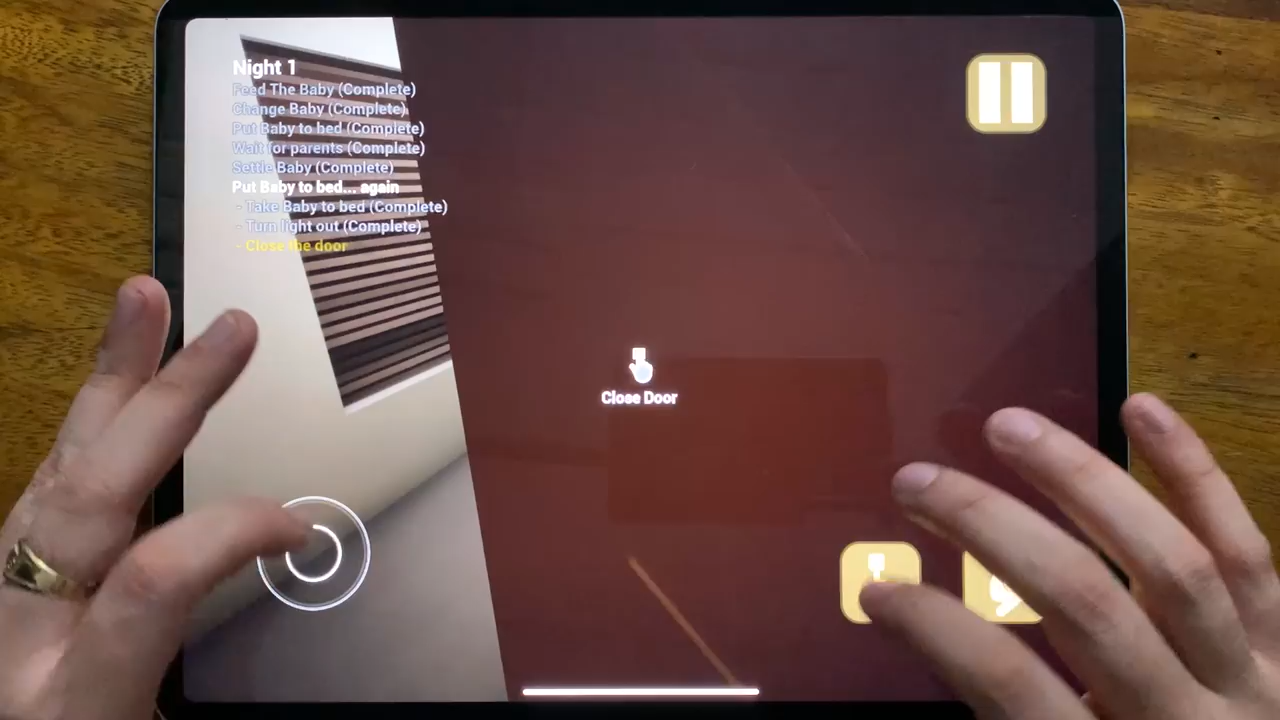 Night 1
Feed The Baby (Complete)
Change Baby (Complete)
Put Baby to bed (Complete)
Wait for parents (Complete)
Settle Baby (Complete)
Put Baby to bed... again
- Take Baby to bed (Complete)
- Turn light out (Complete)
- Close the door
Close Door